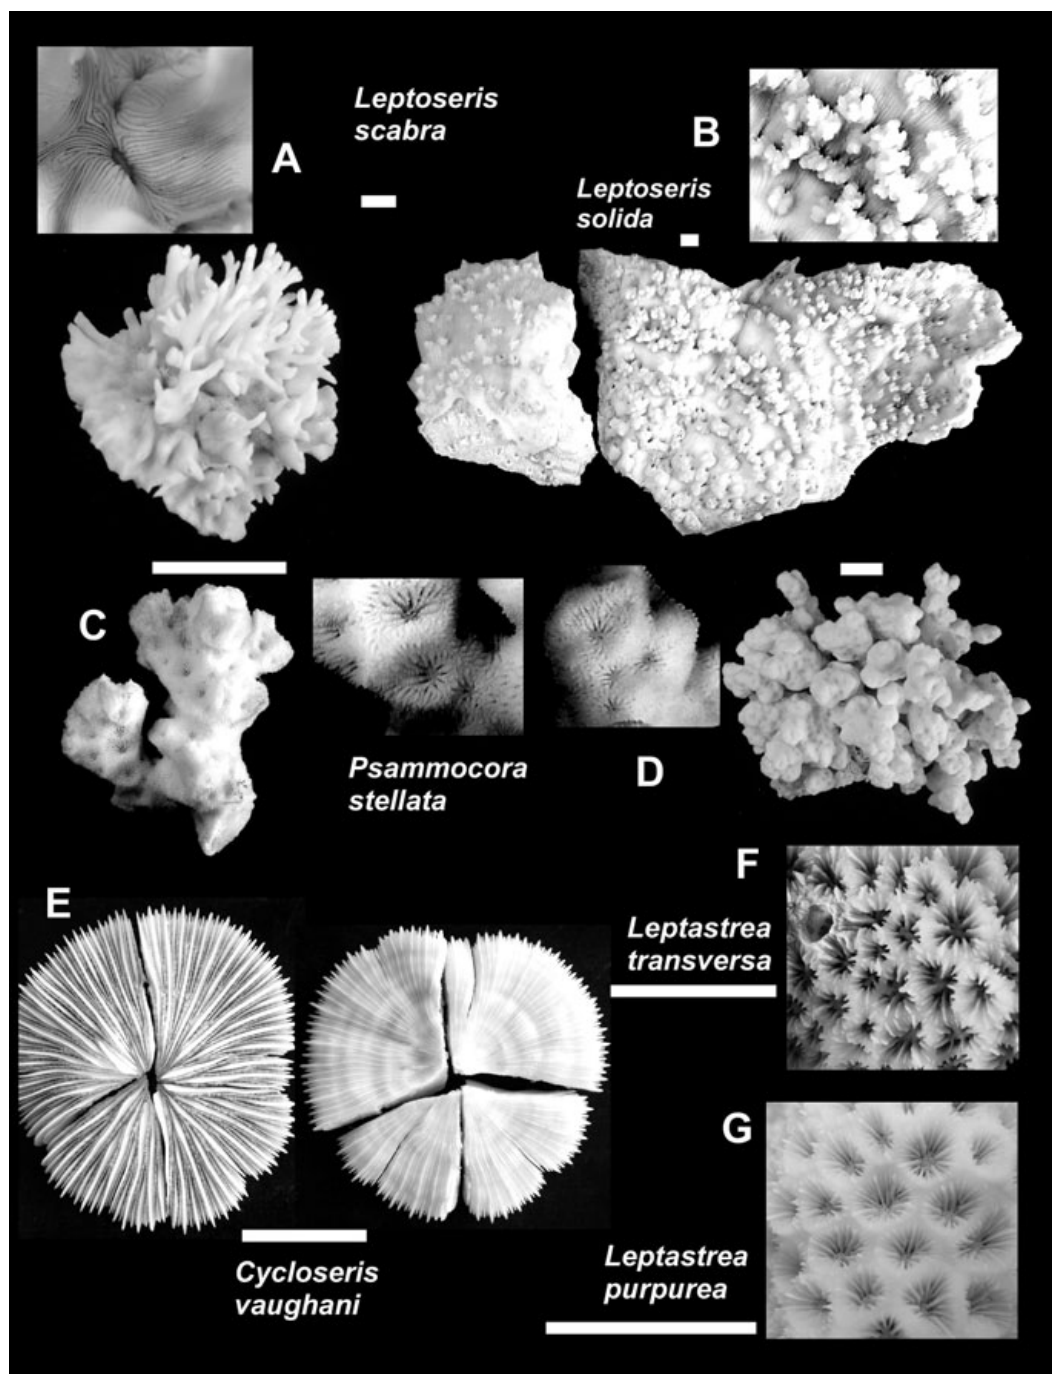 A
Leptoseris
scabra
B
Leptoseris
solida
C
Psammocora
stellata
D
E
Cycloseris
vaughani
F
Leptastrea
transversa
G
Leptastrea
purpurea